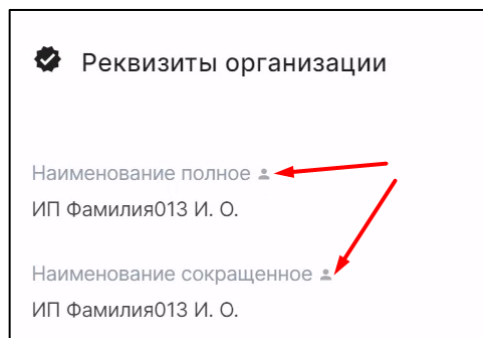 Реквизиты организации
Наименование полное
ИП Фамилия013 И. О.
Наименование сокращенное
ИП Фамилия013 И. О.